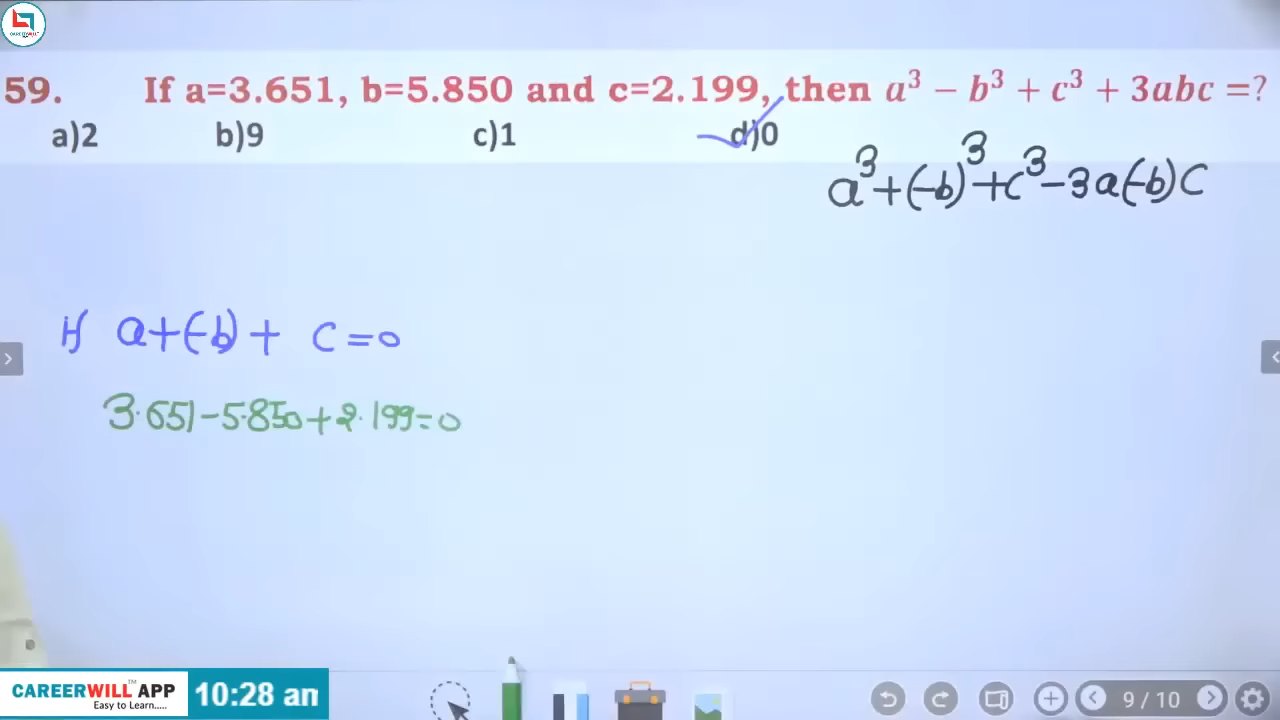 CAREERWILL
59. If a=3.651, b=5.850 and c=2.199, then a³ − b³ + c³ + 3abc =?
a)2 b)9 c)1 d)0
a³+(-b)³+c³-3a(-b)c
If a+(-b)+ c=0
3.651-5.850+2.199=0
CAREERWILL™ APP
Easy to Learn.....
10:28 am
9 / 10